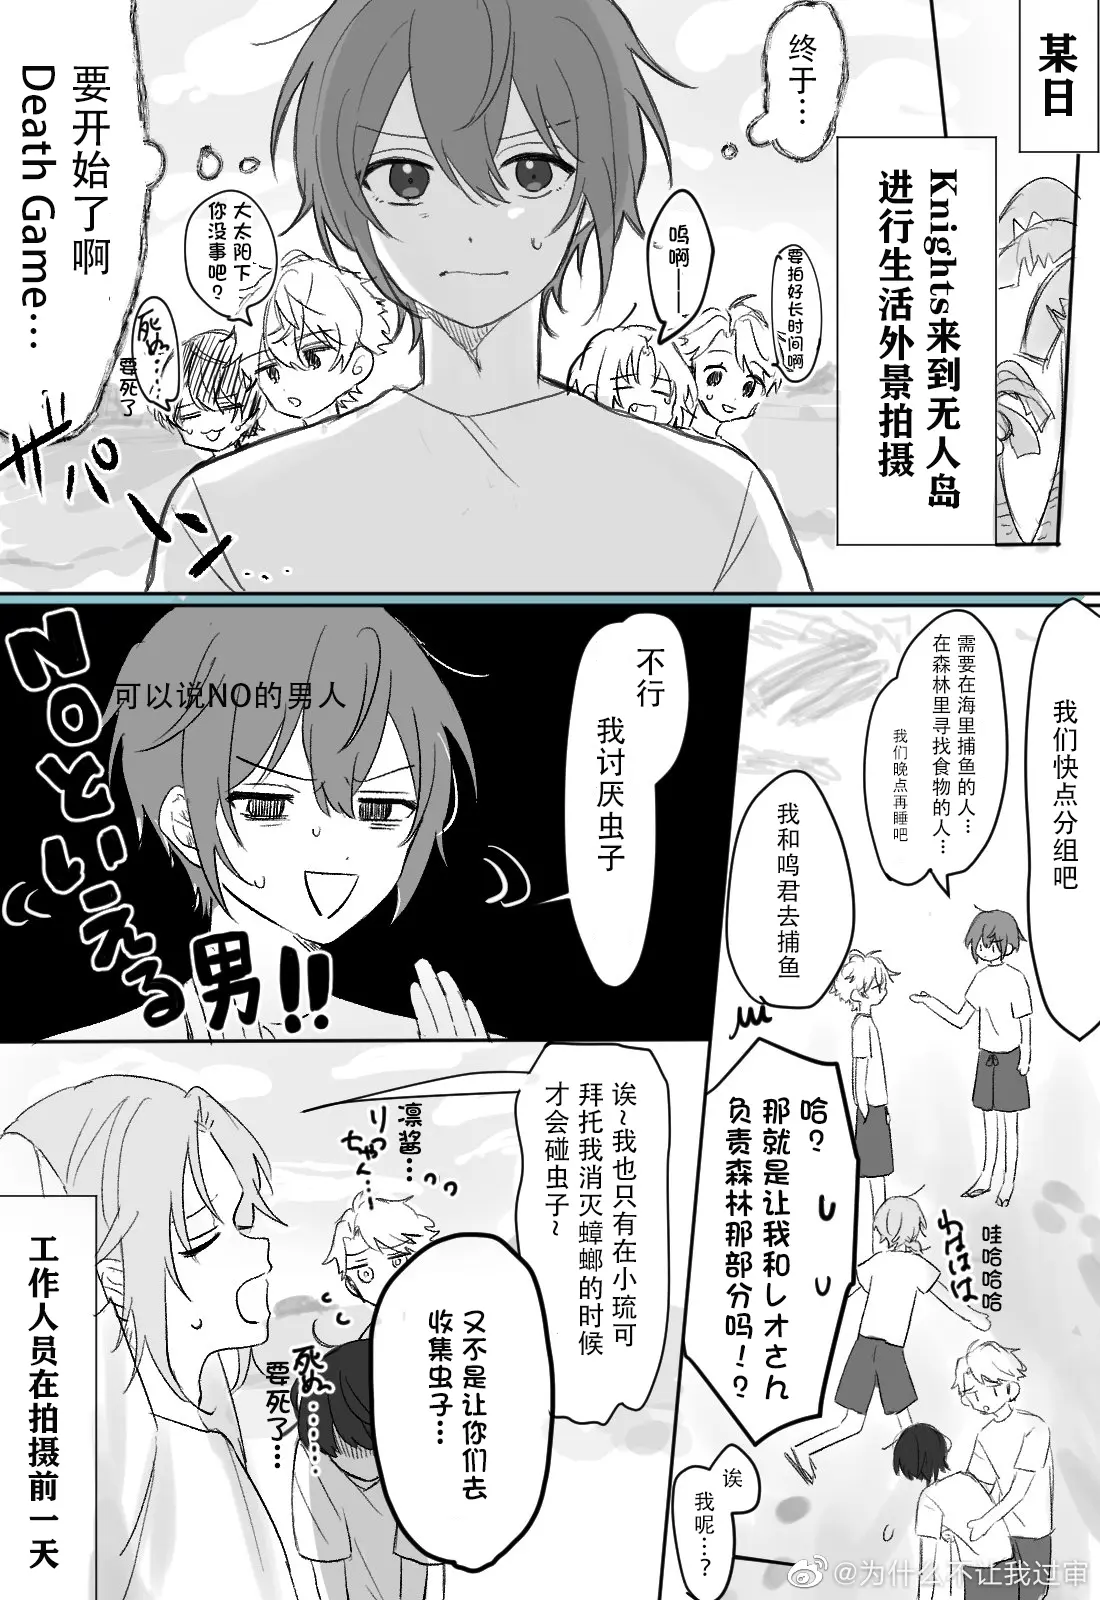 某日
Knights来到无人岛
进行生活外景拍摄
终于…
要拍好长时间啊
呜啊——
大太阳下
你没事吧？
死ぬ……
要死了
要开始了啊
Death Game…
ザパン
我们快点分组吧
需要在海里捕鱼的人…
在森林里寻找食物的人…
我们晚点再睡吧
我和鸣君去捕鱼
不行
我讨厌虫子
可以说NO的男人
NOといえる男!!
哈？
那就是让我和レオさん
负责森林那部分吗！？
哇哈哈哈
わははは
诶
我呢…？
诶~我也只有在小琉可
拜托我消灭蟑螂的时候
才会碰虫子~
凛酱…
りつちゃん…
又不是让你们去
收集虫子…
死ぬ……
要死了…
工作人员在拍摄前一天
@为什么不让我过审